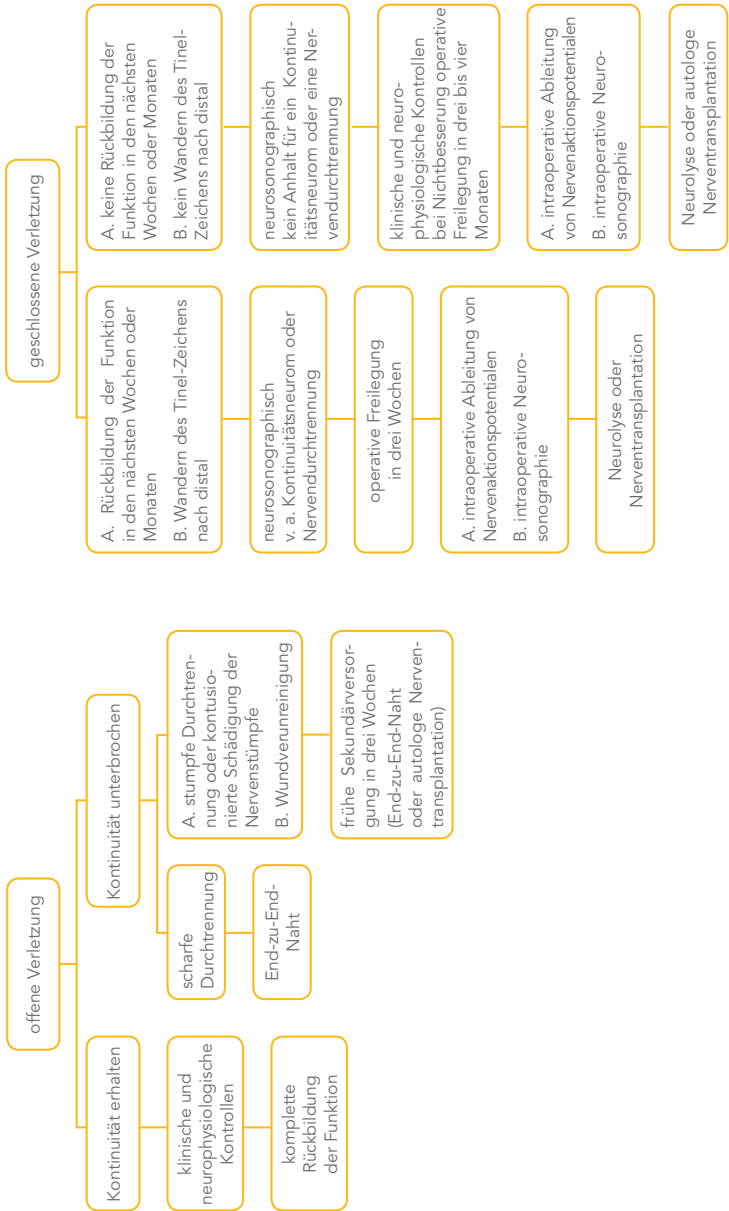 offene Verletzung
Kontinuität erhalten
klinische und
neurophysiologische
Kontrollen
komplette
Rückbildung
der Funktion
Kontinuität unterbrochen
scharfe
Durchtrennung
End-zu-End-
Naht
A. stumpfe Durchtren-
nung oder kontusio-
nierte Schädigung der
Nervenstümpfe
B. Wundverunreinigung
frühe Sekundärversor-
gung in drei Wochen
(End-zu-End-Naht
oder autologe Nerven-
transplantation)
geschlossene Verletzung
A. Rückbildung der Funktion
in den nächsten Wochen oder
Monaten
B. Wandern des Tinel-Zeichens
nach distal
neurosonographisch
v. a. Kontinuitätsneurom oder
Nervendurchtrennung
operative Freilegung
in drei Wochen
A. intraoperative Ableitung von
Nervenaktionspotentialen
B. intraoperative Neuro-
sonographie
Neurolyse oder
Nerventransplantation
A. keine Rückbildung der
Funktion in den nächsten
Wochen oder Monaten
B. kein Wandern des Tinel-
Zeichens nach distal
neurosonographisch
kein Anhalt für ein Kontinu-
itätsneurom oder eine Ner-
vendurchtrennung
klinische und neuro-
physiologische Kontrollen
bei Nichtbesserung operative
Freilegung in drei bis vier
Monaten
A. intraoperative Ableitung
von Nervenaktionspotentialen
B. intraoperative Neuro-
sonographie
Neurolyse oder autologe
Nerventransplantation